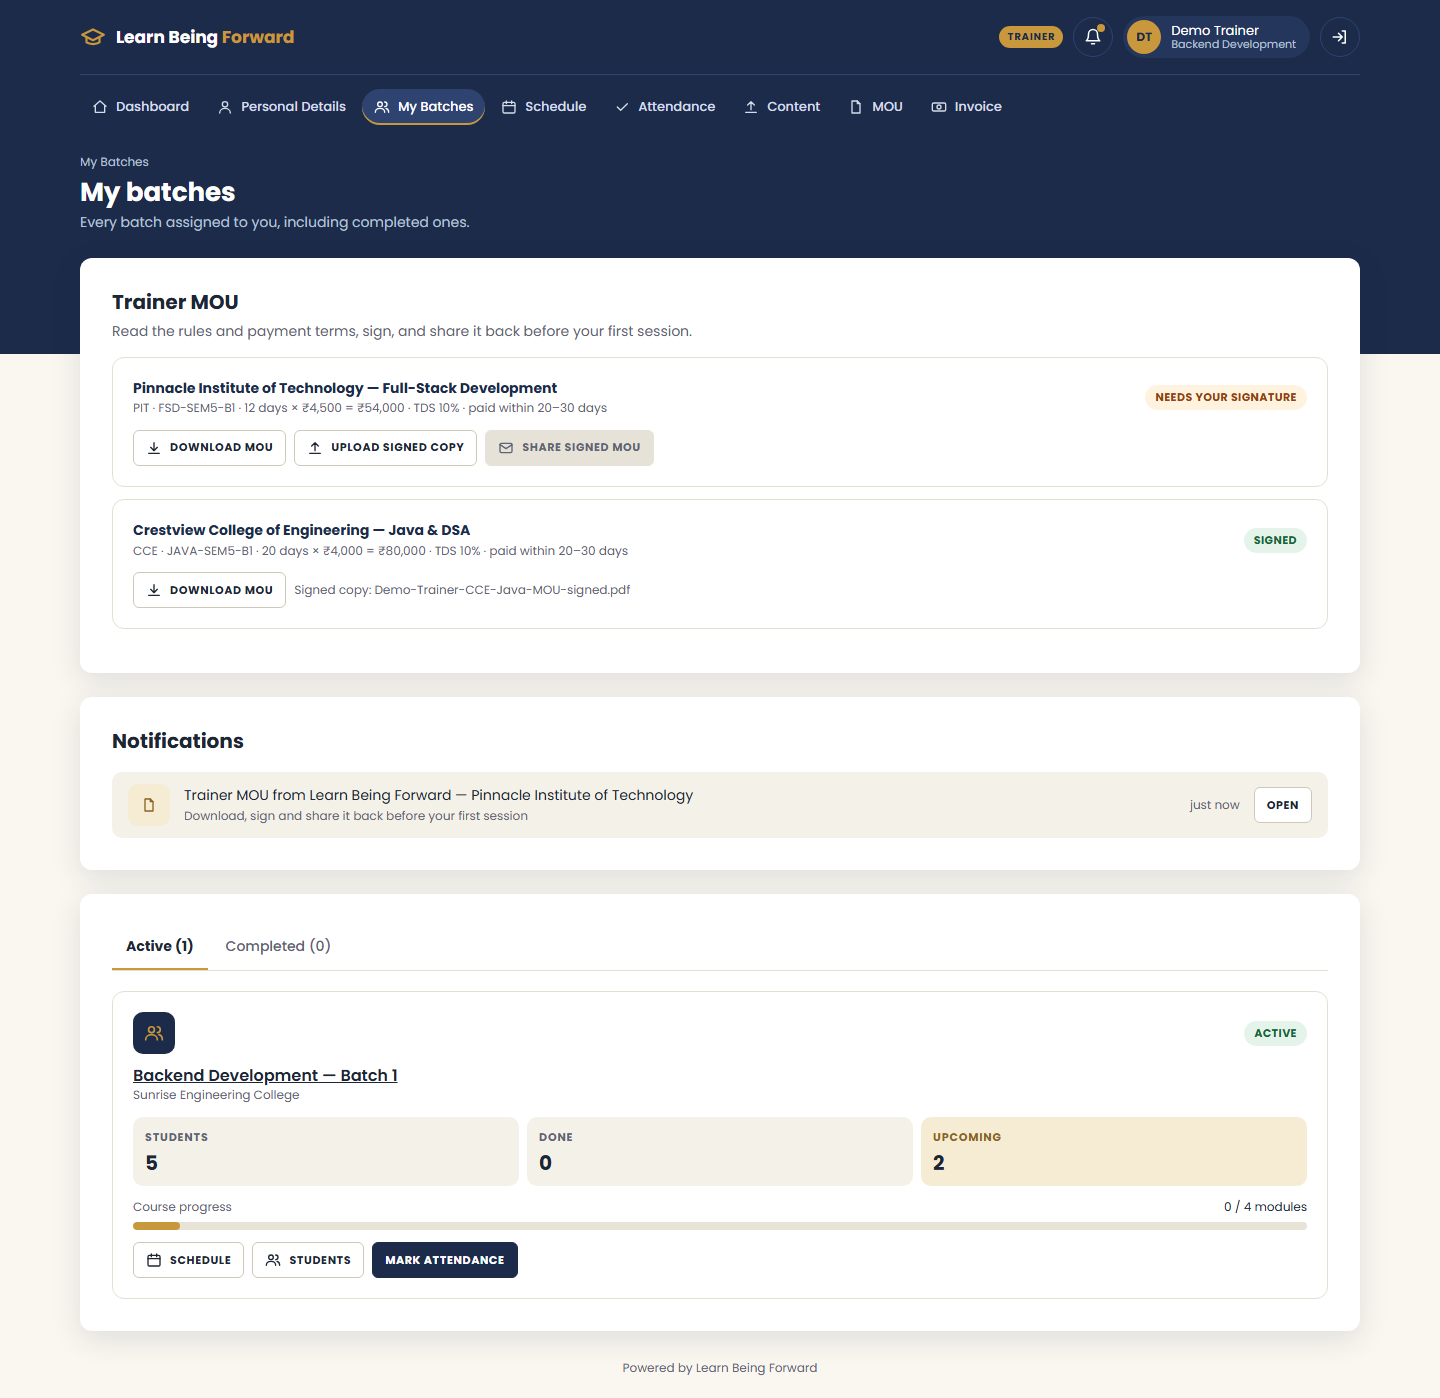 Learn Being Forward
TRAINER
DT
Demo Trainer
Backend Development
Dashboard
Personal Details
My Batches
Schedule
Attendance
Content
MOU
Invoice
My Batches
My batches
Every batch assigned to you, including completed ones.
Trainer MOU
Read the rules and payment terms, sign, and share it back before your first session.
Pinnacle Institute of Technology — Full-Stack Development
PIT · FSD-SEM5-B1 · 12 days × ₹4,500 = ₹54,000 · TDS 10% · paid within 20–30 days
NEEDS YOUR SIGNATURE
DOWNLOAD MOU
UPLOAD SIGNED COPY
SHARE SIGNED MOU
Crestview College of Engineering — Java & DSA
CCE · JAVA-SEM5-B1 · 20 days × ₹4,000 = ₹80,000 · TDS 10% · paid within 20–30 days
SIGNED
DOWNLOAD MOU
Signed copy: Demo-Trainer-CCE-Java-MOU-signed.pdf
Notifications
Trainer MOU from Learn Being Forward — Pinnacle Institute of Technology
Download, sign and share it back before your first session
just now
OPEN
Active (1)
Completed (0)
ACTIVE
Backend Development — Batch 1
Sunrise Engineering College
STUDENTS
5
DONE
0
UPCOMING
2
Course progress
0 / 4 modules
SCHEDULE
STUDENTS
MARK ATTENDANCE
Powered by Learn Being Forward